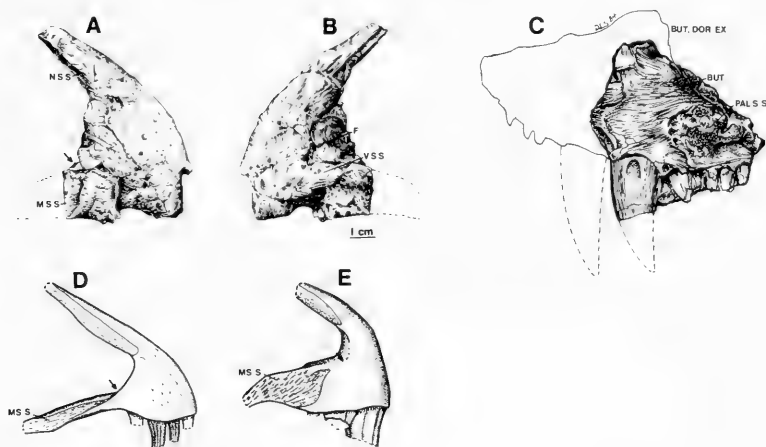 A
B
C
NSS
BUT. DOR EX
BUT
PAL S S
F
VSS
MSS
1 cm
D
E
MS S
MS S